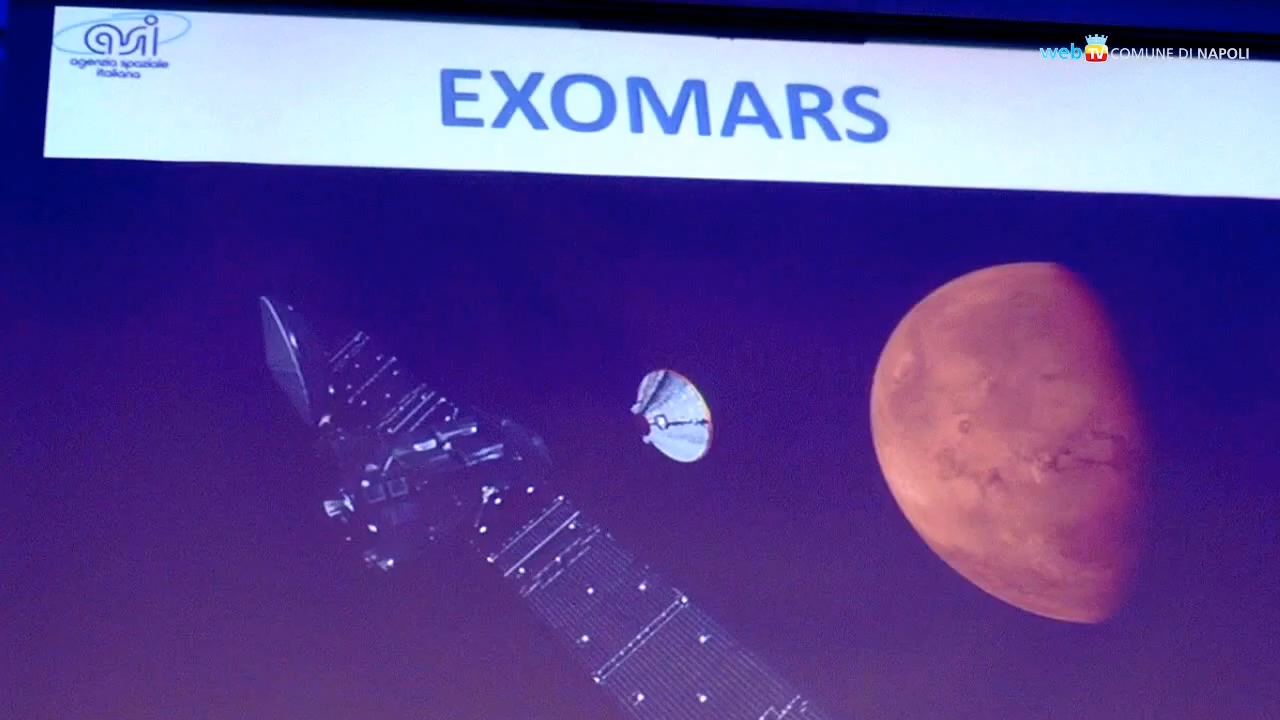 asi
agenzia spaziale
italiana
EXOMARS
web TV COMUNE DI NAPOLI